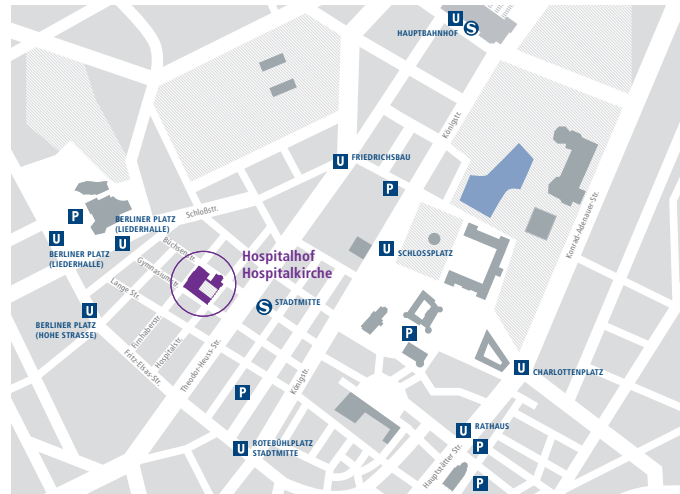 U
HAUPTBAHNHOF
S
Königstr.
U
FRIEDRICHSBAU
P
Konrad-Adenauer-Str.
P
BERLINER PLATZ
(LIEDERHALLE)
Schloßstr.
U
U
BERLINER PLATZ
(LIEDERHALLE)
Büchsenstr.
Gymnasiumstr.
Hospitalhof
Hospitalkirche
U
SCHLOSSPLATZ
Lange Str.
S
STADTMITTE
U
BERLINER PLATZ
(HOHE STRASSE)
Firnhaberstr.
Hospitalstr.
Fritz-Elsas-Str.
Theodor-Heuss-Str.
P
U
CHARLOTTENPLATZ
Königstr.
P
U
RATHAUS
P
U
ROTEBÜHLPLATZ
STADTMITTE
Hauptstätter Str.
P